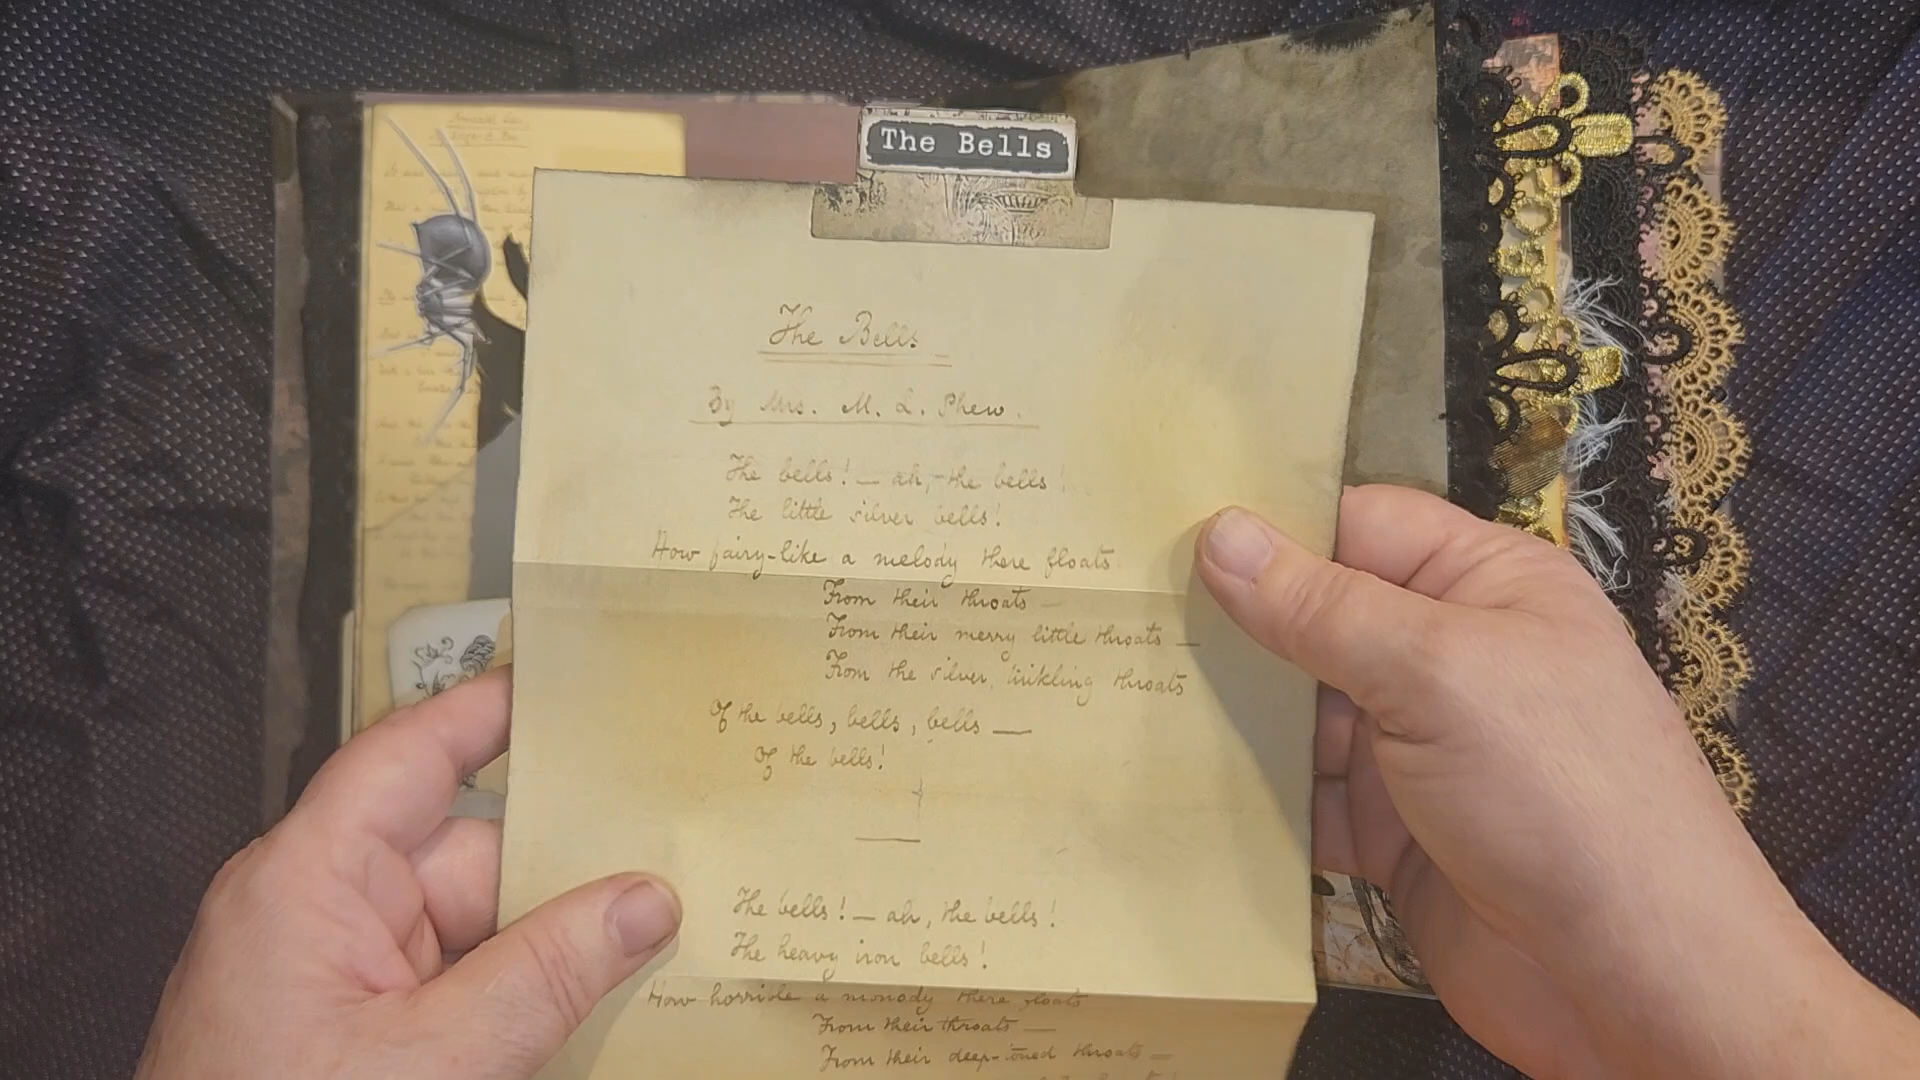 The Bells
The Bells
By Mrs. M. L. Shew.
The bells! — ah, the bells!
The little silver bells!
How fairy-like a melody there floats
From their throats —
From their merry little throats —
From the silver, tinkling throats
Of the bells, bells, bells —
Of the bells!
The bells! — ah, the bells!
The heavy iron bells!
How horrible a monody there floats
From their throats —
From their deep-toned throats —